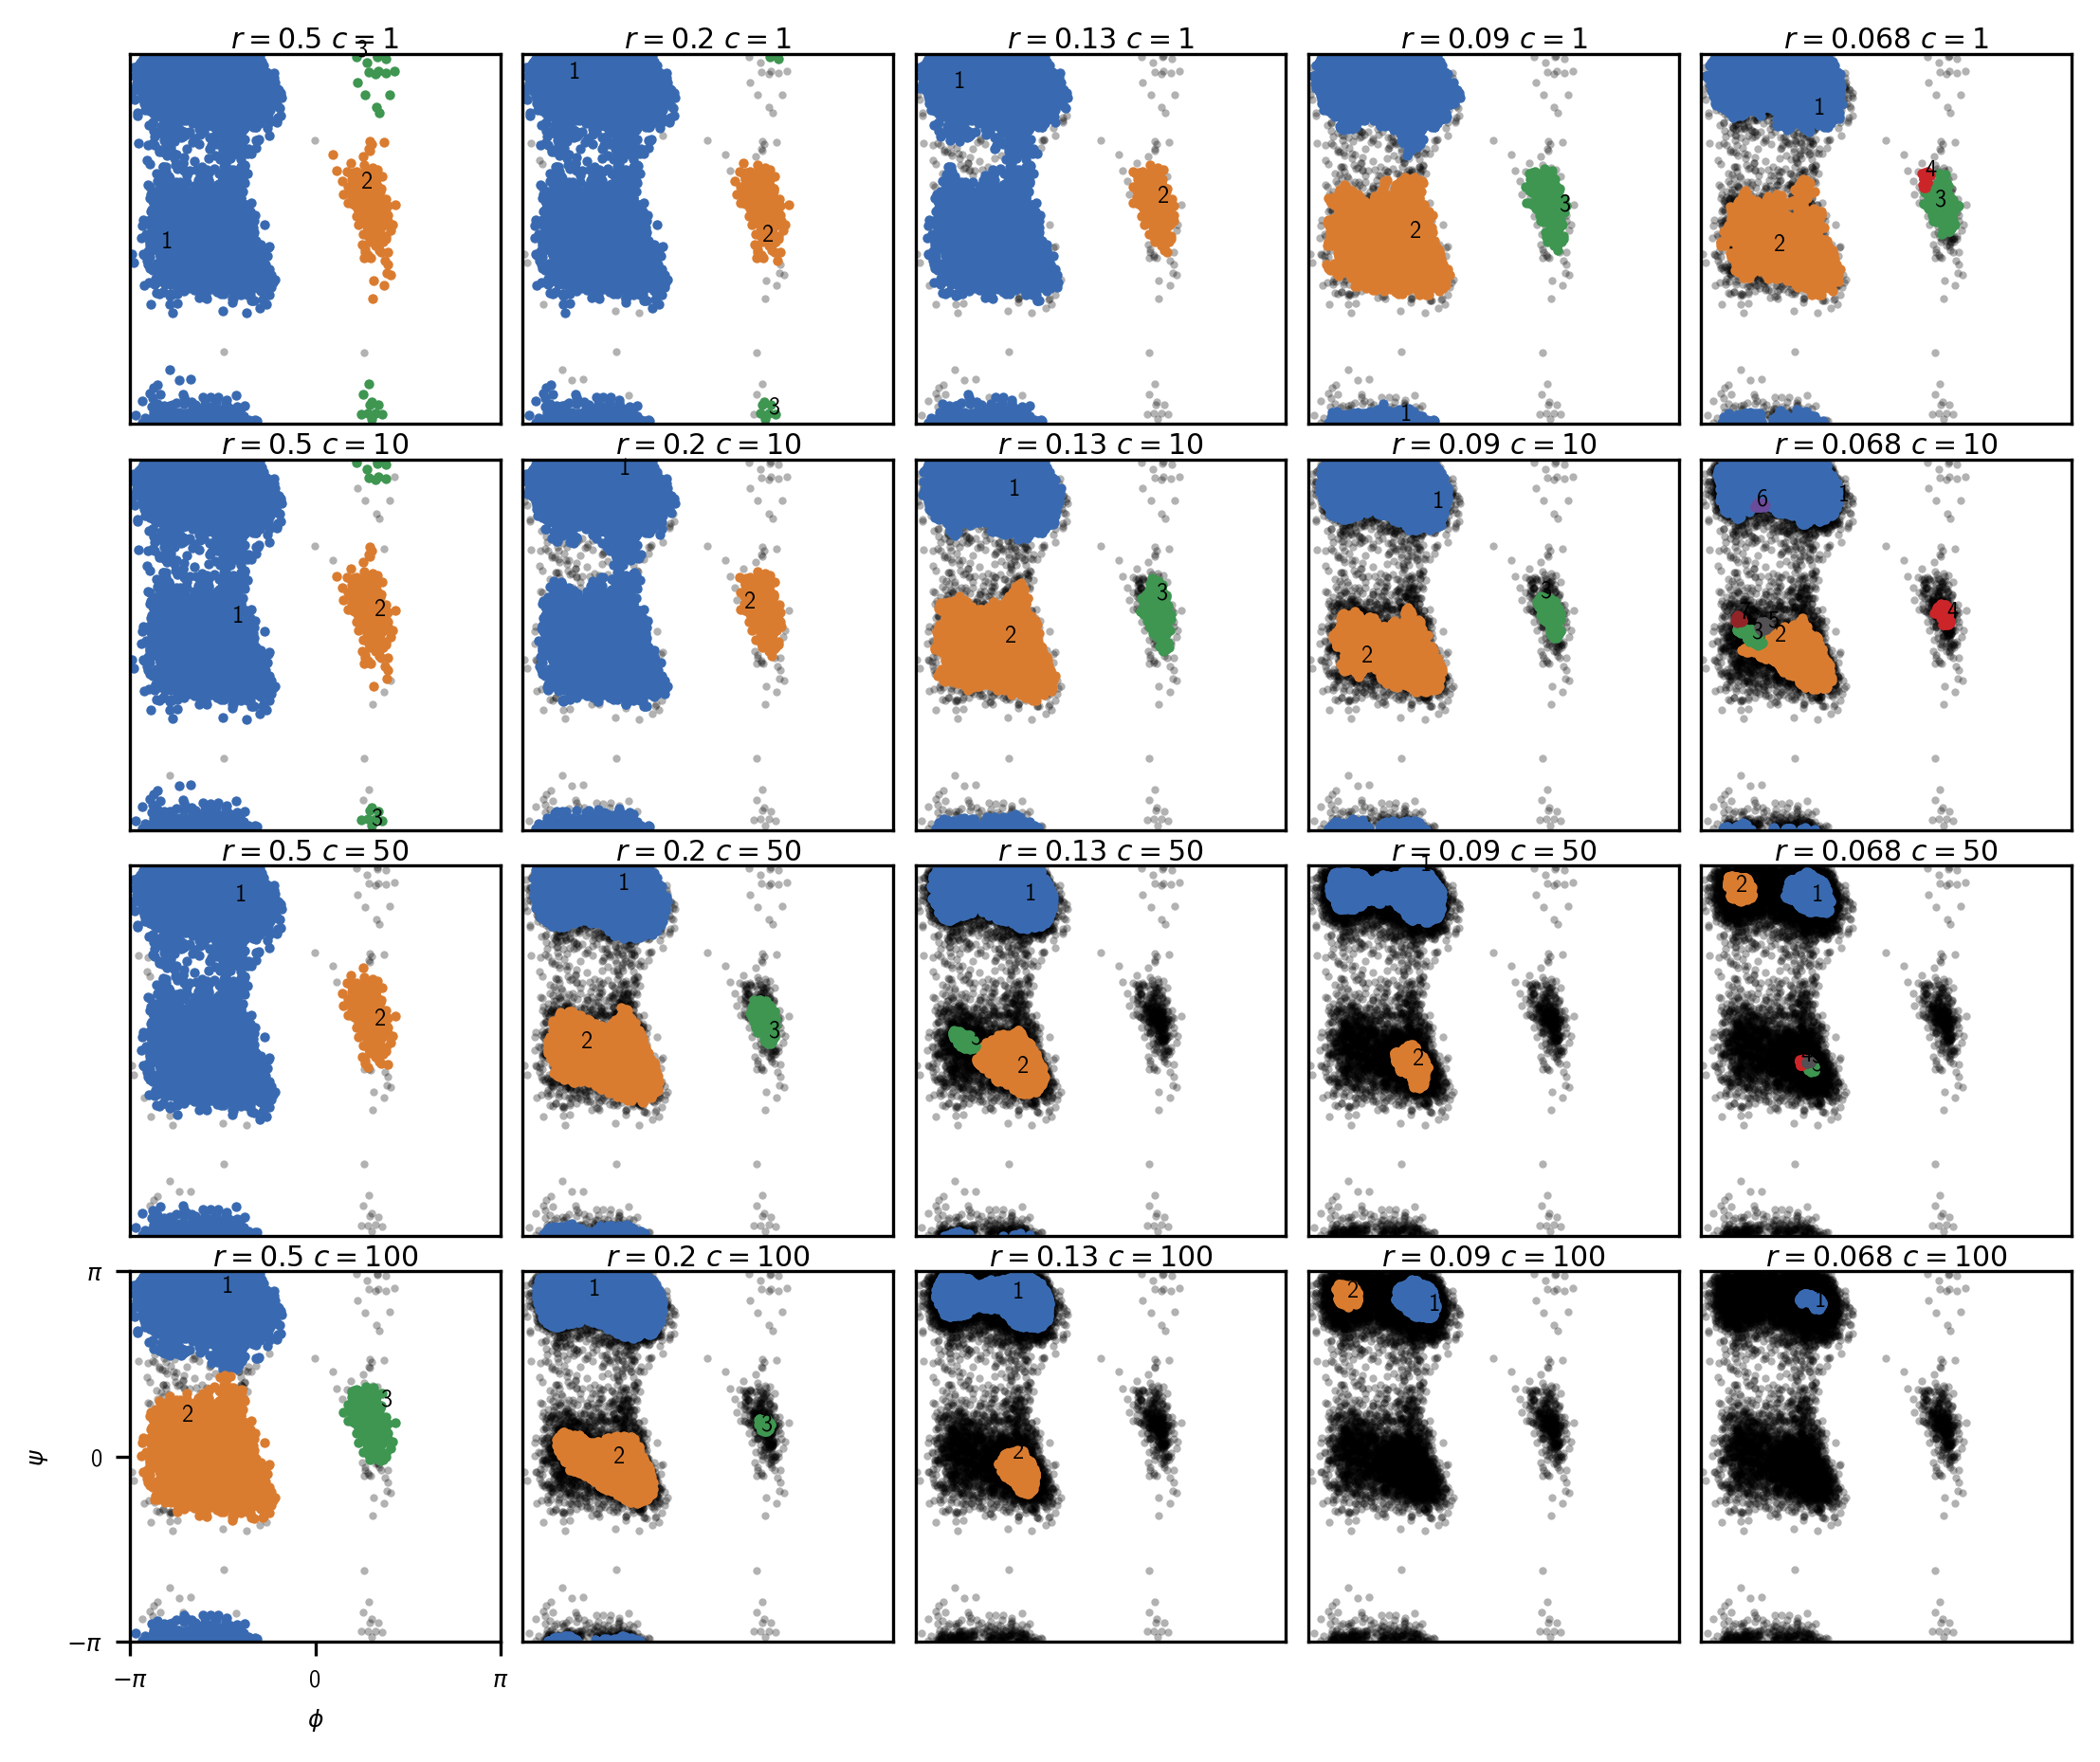 r = 0.5 c = 1
r = 0.2 c = 1
r = 0.13 c = 1
r = 0.09 c = 1
r = 0.068 c = 1
3
1
2
1
2
3
1
2
1
2
3
1
2
3
4
r = 0.5 c = 10
r = 0.2 c = 10
r = 0.13 c = 10
r = 0.09 c = 10
r = 0.068 c = 10
1
2
3
1
2
1
2
3
1
2
3
1
6
2
3
5
4
r = 0.5 c = 50
r = 0.2 c = 50
r = 0.13 c = 50
r = 0.09 c = 50
r = 0.068 c = 50
1
2
1
2
3
1
2
3
1
2
1
2
4
3
r = 0.5 c = 100
r = 0.2 c = 100
r = 0.13 c = 100
r = 0.09 c = 100
r = 0.068 c = 100
π
1
2
3
1
2
3
1
2
1
2
1
ψ
0
−π
−π
0
π
ϕ